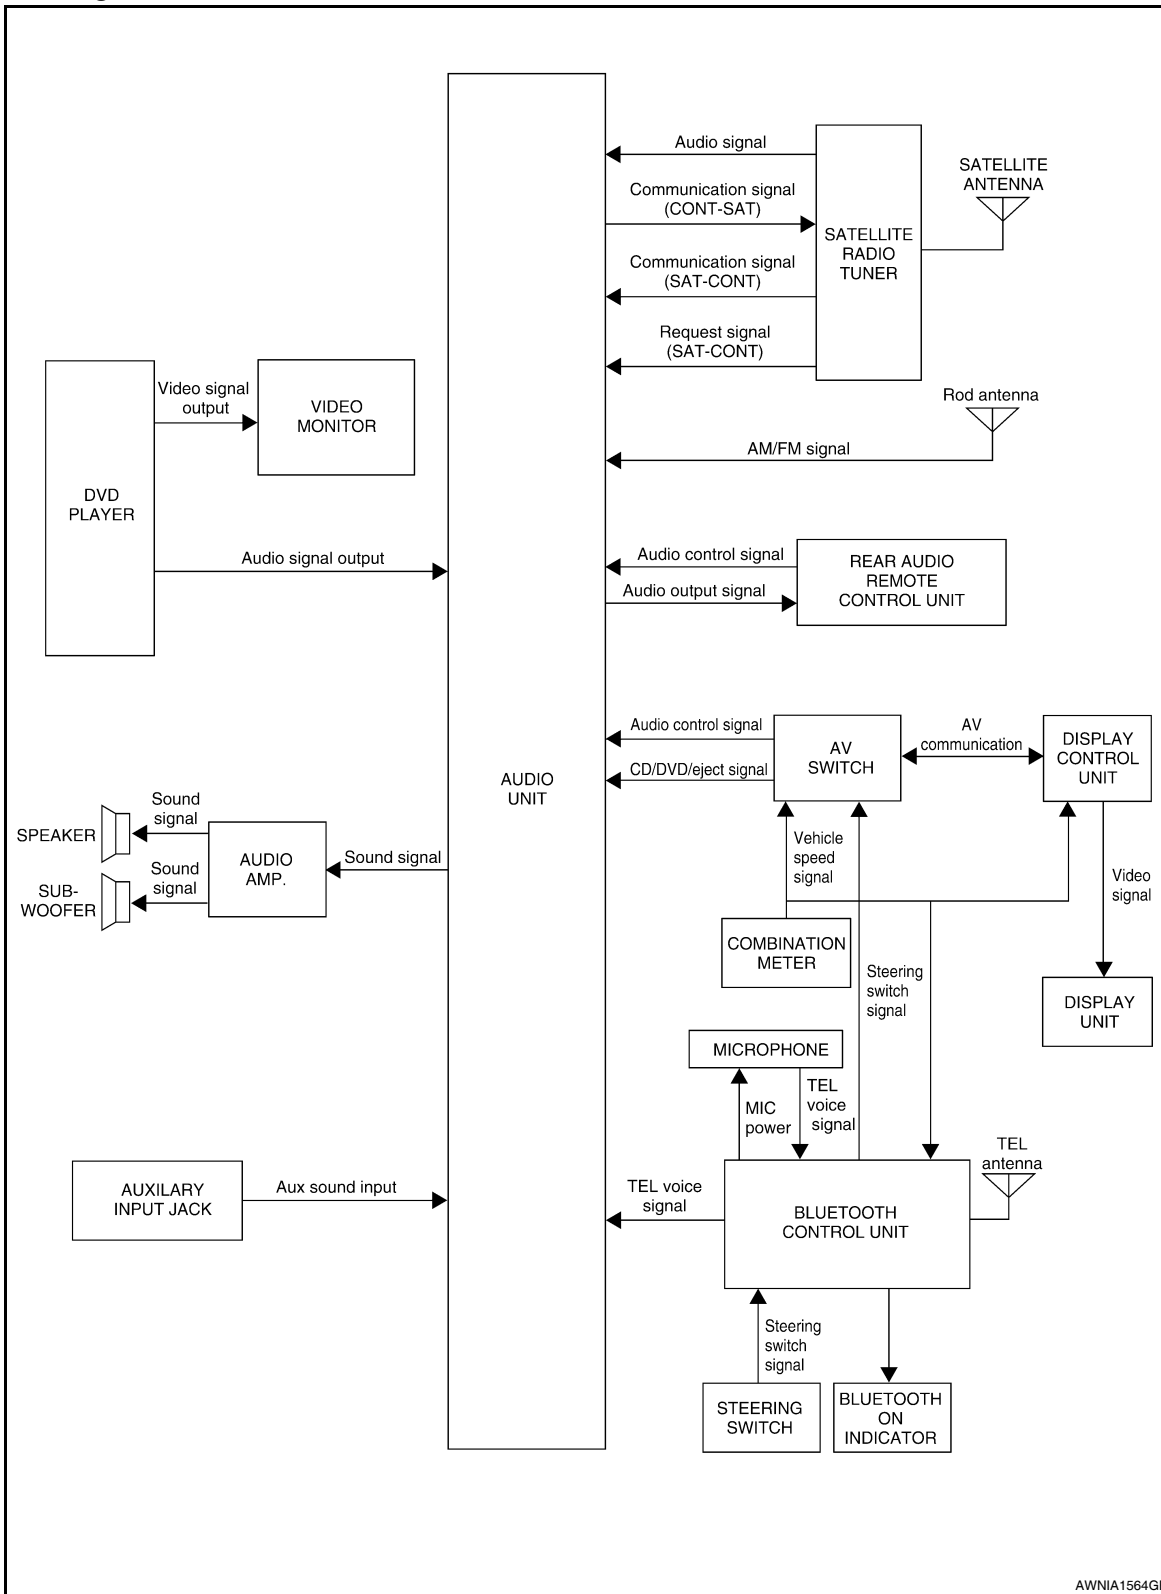 Audio signal
SATELLITE
ANTENNA
Communication signal
(CONT-SAT)
SATELLITE
RADIO
TUNER
Communication signal
(SAT-CONT)
Request signal
(SAT-CONT)
Video signal
output
VIDEO
MONITOR
Rod antenna
AM/FM signal
DVD
PLAYER
Audio signal output
Audio control signal
REAR AUDIO
REMOTE
CONTROL UNIT
Audio output signal
Audio control signal
AV
SWITCH
AV
communication
DISPLAY
CONTROL
UNIT
CD/DVD/eject signal
AUDIO
UNIT
Sound
signal
SPEAKER
AUDIO
AMP.
Sound signal
Sound
signal
SUB-
WOOFER
Vehicle
speed
signal
Video
signal
COMBINATION
METER
Steering
switch
signal
DISPLAY
UNIT
MICROPHONE
MIC
power
TEL
voice
signal
TEL
antenna
AUXILARY
INPUT JACK
Aux sound input
TEL voice
signal
BLUETOOTH
CONTROL UNIT
Steering
switch
signal
STEERING
SWITCH
BLUETOOTH
ON
INDICATOR